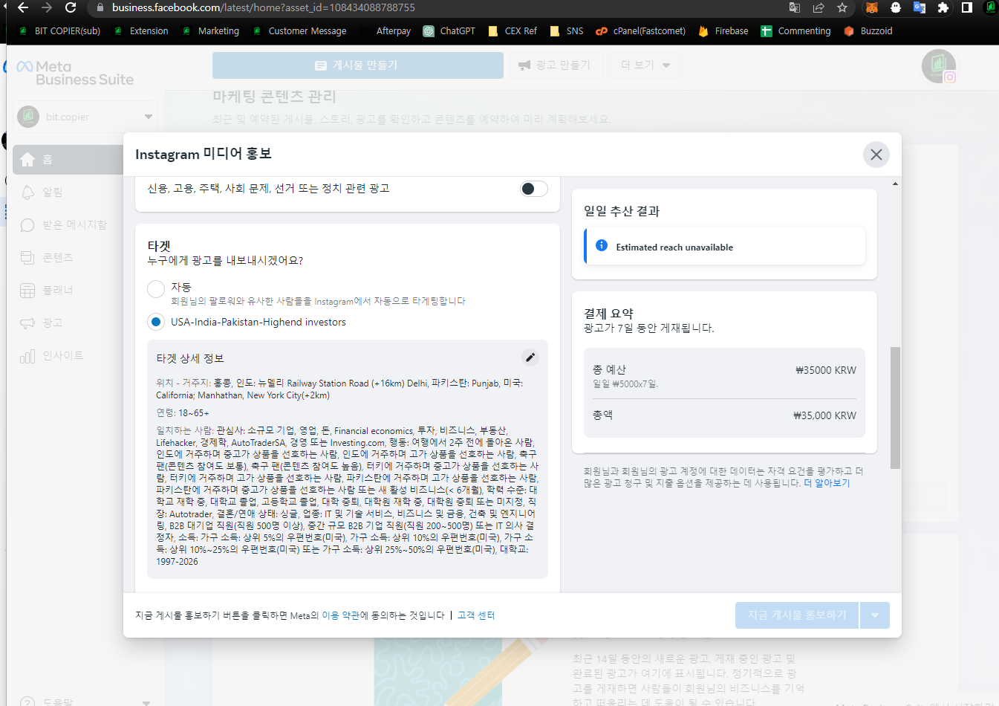 business.facebook.com/latest/home?asset_id=108434088788755
BIT COPIER(sub)
Extension
Marketing
Customer Message
Afterpay
ChatGPT
CEX Ref
SNS
cPanel(Fastcomet)
Firebase
Commenting
Buzzoid
Meta
Business Suite
게시물 만들기
광고 만들기
더 보기
마케팅 콘텐츠 관리
최근 및 예약된 게시물, 스토리, 광고를 확인하고 콘텐츠를 예약하여 미리 계획해보세요.
bit.copier
홈
알림
받은 메시지함
콘텐츠
플래너
광고
인사이트
도움말
Instagram 미디어 홍보
신용, 고용, 주택, 사회 문제, 선거 또는 정치 관련 광고
타겟
누구에게 광고를 내보내시겠어요?
자동
회원님의 팔로워와 유사한 사람들을 Instagram에서 자동으로 타게팅합니다
USA-India-Pakistan-Highend investors
타겟 상세 정보
위치 - 거주지: 홍콩, 인도: 뉴델리 Railway Station Road (+16km) Delhi, 파키스탄: Punjab, 미국:
California; Manhathan, New York City(+2km)
연령: 18~65+
일치하는 사람: 관심사: 소규모 기업, 영업, 돈, Financial economics, 투자, 비즈니스, 부동산,
Lifehacker, 경제학, AutoTraderSA, 경영 또는 Investing.com, 행동: 여행에서 2주 전에 돌아온 사람,
인도에 거주하며 중고가 상품을 선호하는 사람, 인도에 거주하며 고가 상품을 선호하는 사람, 축구
팬(콘텐츠 참여도 보통), 축구 팬(콘텐츠 참여도 높음), 터키에 거주하며 중고가 상품을 선호하는 사
람, 터키에 거주하며 고가 상품을 선호하는 사람, 파키스탄에 거주하며 고가 상품을 선호하는 사람,
파키스탄에 거주하며 중고가 상품을 선호하는 사람 또는 새 활성 비즈니스(< 6개월), 학력 수준: 대
학교 재학 중, 대학교 졸업, 고등학교 졸업, 대학 중퇴, 대학원 재학 중, 대학원 중퇴 또는 미지정, 직
장: Autotrader, 결혼/연애 상태: 싱글, 업종: IT 및 기술 서비스, 비즈니스 및 금융, 건축 및 엔지니어
링, B2B 대기업 직원(직원 500명 이상), 중간 규모 B2B 기업 직원(직원 200~500명) 또는 IT 의사 결
정자, 소득: 가구 소득: 상위 5%의 우편번호(미국), 가구 소득: 상위 10%의 우편번호(미국), 가구 소
득: 상위 10%~25%의 우편번호(미국) 또는 가구 소득: 상위 25%~50%의 우편번호(미국), 대학교:
1997-2026
일일 추산 결과
Estimated reach unavailable
결제 요약
광고가 7일 동안 게재됩니다.
총 예산
₩35000 KRW
일일 ₩5000x7일.
총액
₩35,000 KRW
회원님과 회원님의 광고 계정에 대한 데이터는 자격 요건을 평가하고 더
많은 광고 청구 및 지출 옵션을 제공하는 데 사용됩니다. 더 알아보기
지금 게시물 홍보하기 버튼을 클릭하면 Meta의 이용 약관에 동의하는 것입니다 | 고객 센터
지금 게시물 홍보하기
최근 14일 동안의 새로운 광고, 게재 중인 광고 및
완료된 광고가 여기에 표시됩니다. 정기적으로 광
고를 게재하면 사람들이 회원님의 비즈니스를 기억
하고 떠올리는 데 도움이 될 수 있습니다.